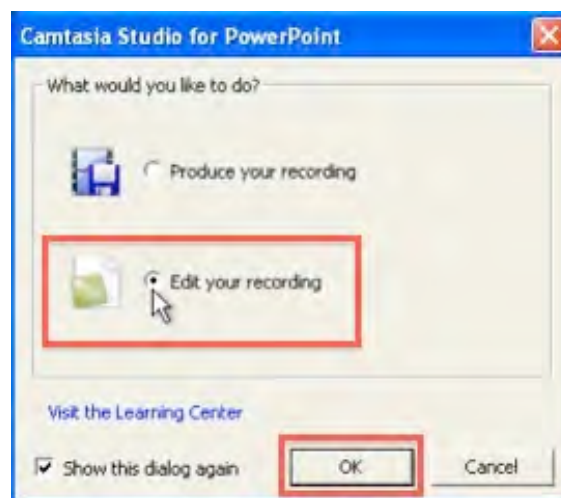 Camtasia Studio for PowerPoint
What would you like to do?
Produce your recording
Edit your recording
Visit the Learning Center
Show this dialog again
OK
Cancel